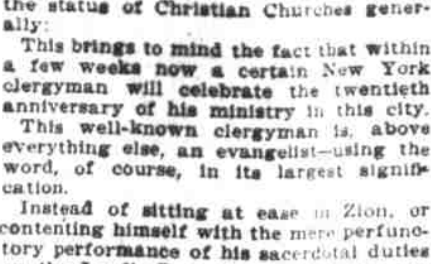 the status of Christian Churches gener-
ally:
This brings to mind the fact that within
a few weeks now a certain New York
clergyman will celebrate the twentieth
anniversary of his ministry in this city.
This well-known clergyman is, above
everything else, an evangelist—using the
word, of course, in its largest signifi-
cation.
Instead of sitting at ease in Zion, or
contenting himself with the mere perfunc-
tory performance of his sacerdotal duties